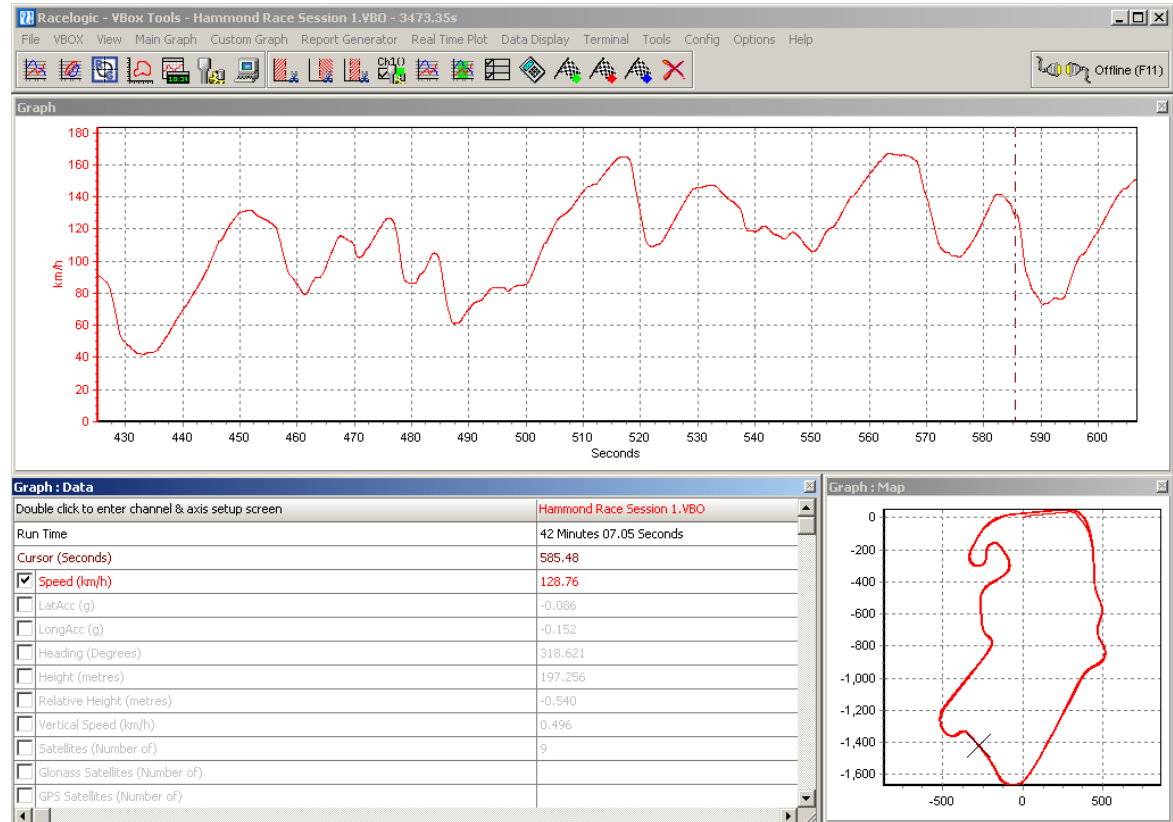 Racelogic - VBox Tools - Hammond Race Session 1.VBO - 3473.35s
File VBOX View Main Graph Custom Graph Report Generator Real Time Plot Data Display Terminal Tools Config Options Help
Ch1()
10:34
Offline (F11)
Graph
180
160
140
120
100
80
60
40
20
0
km/h
430 440 450 460 470 480 490 500 510 520 530 540 550 560 570 580 590 600
Seconds
Graph : Data
Double click to enter channel & axis setup screen Hammond Race Session 1.VBO
Run Time 42 Minutes 07.05 Seconds
Cursor (Seconds) 585.48
Speed (km/h) 128.76
LatAcc (g) -0.086
LongAcc (g) -0.152
Heading (Degrees) 318.621
Height (metres) 197.256
Relative Height (metres) -0.540
Vertical Speed (km/h) 0.496
Satellites (Number of) 9
Glonass Satellites (Number of)
GPS Satellites (Number of)
Graph : Map
0
-200
-400
-600
-800
-1,000
-1,200
-1,400
-1,600
-500 0 500